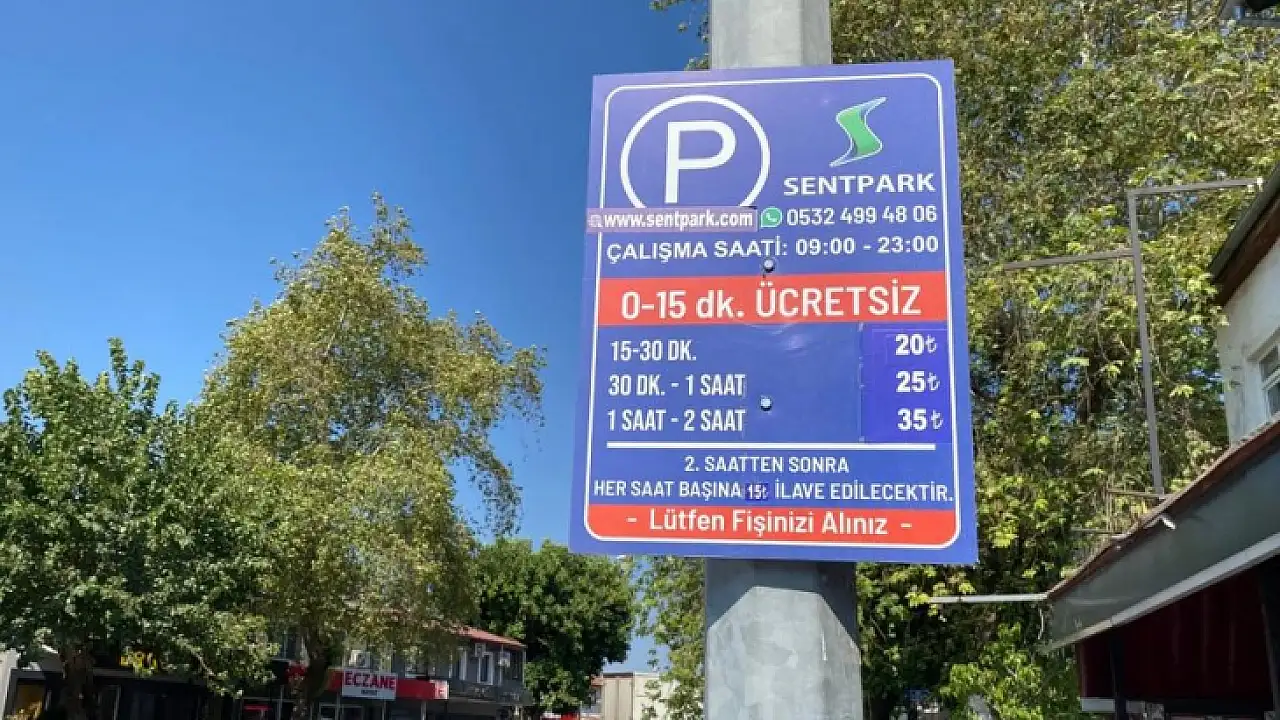 P
SENTPARK
www.sentpark.com 0532 499 48 06
ÇALIŞMA SAATİ: 09:00 - 23:00
0-15 dk. ÜCRETSİZ
15-30 DK. 20₺
30 DK. - 1 SAAT 25₺
1 SAAT - 2 SAAT 35₺
2. SAATTEN SONRA
HER SAAT BAŞINA 15₺ İLAVE EDİLECEKTİR.
- Lütfen Fişinizi Alınız -
ECZANE